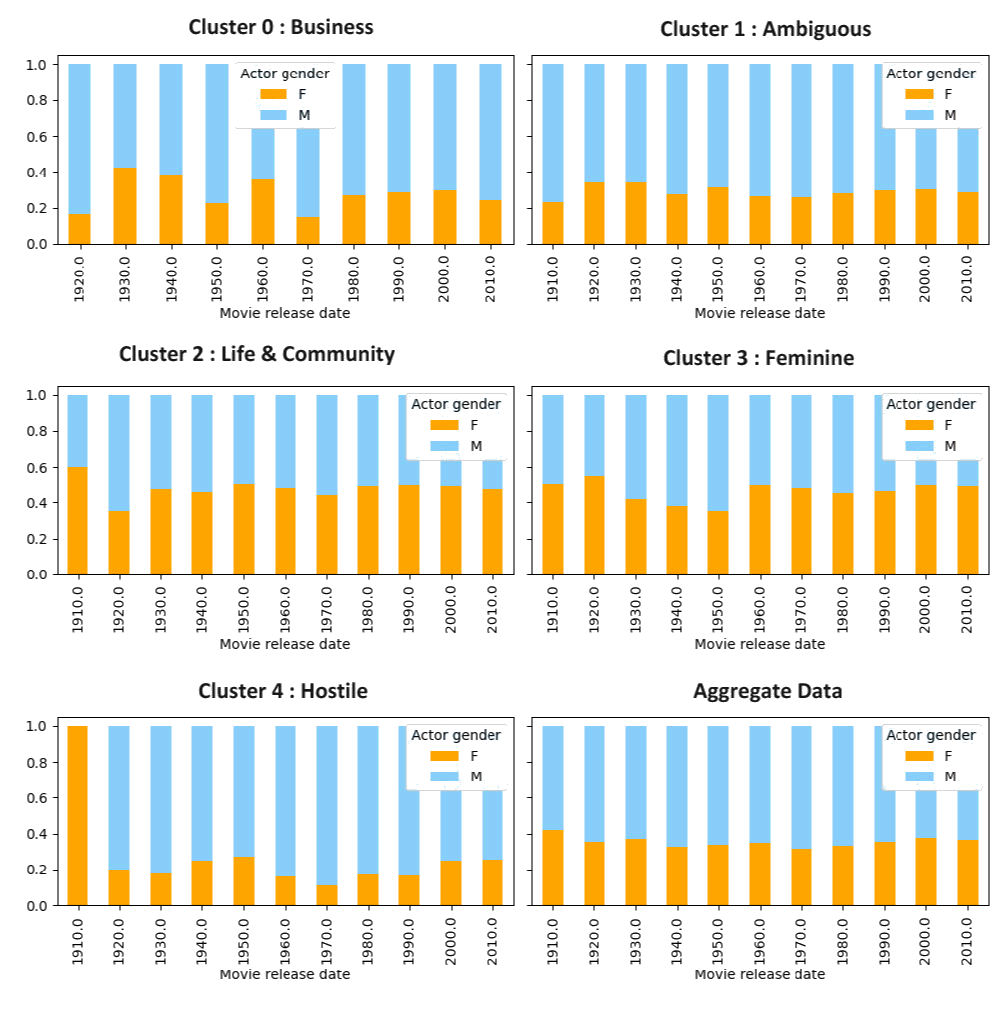 Cluster 0 : Business
Actor gender
F
M
1.0
0.8
0.6
0.4
0.2
0.0
1920.0
1930.0
1940.0
1950.0
1960.0
1970.0
1980.0
1990.0
2000.0
2010.0
Movie release date
Cluster 1 : Ambiguous
Actor gender
F
M
1910.0
1920.0
1930.0
1940.0
1950.0
1960.0
1970.0
1980.0
1990.0
2000.0
2010.0
Movie release date
Cluster 2 : Life & Community
Actor gender
F
M
1.0
0.8
0.6
0.4
0.2
0.0
1910.0
1920.0
1930.0
1940.0
1950.0
1960.0
1970.0
1980.0
1990.0
2000.0
2010.0
Movie release date
Cluster 3 : Feminine
Actor gender
F
M
1910.0
1920.0
1930.0
1940.0
1950.0
1960.0
1970.0
1980.0
1990.0
2000.0
2010.0
Movie release date
Cluster 4 : Hostile
Actor gender
F
M
1.0
0.8
0.6
0.4
0.2
0.0
1910.0
1920.0
1930.0
1940.0
1950.0
1960.0
1970.0
1980.0
1990.0
2000.0
2010.0
Movie release date
Aggregate Data
Actor gender
F
M
1910.0
1920.0
1930.0
1940.0
1950.0
1960.0
1970.0
1980.0
1990.0
2000.0
2010.0
Movie release date